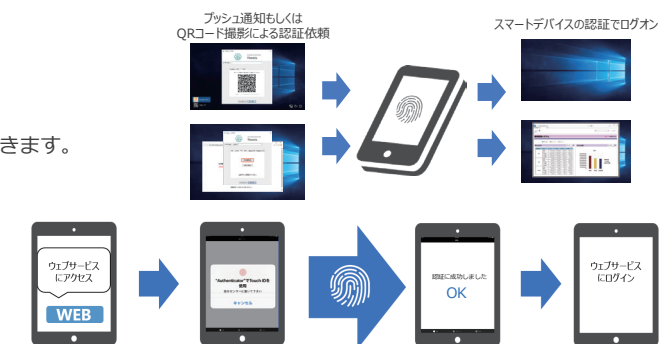 プッシュ通知もしくは
QRコード撮影による認証依頼
スマートデバイスの認証でログオン
きます。
ウェブサービス
にアクセス
WEB
"Authenticator"でTouch IDを
使用
キャンセル
認証に成功しました
OK
ウェブサービス
にログイン